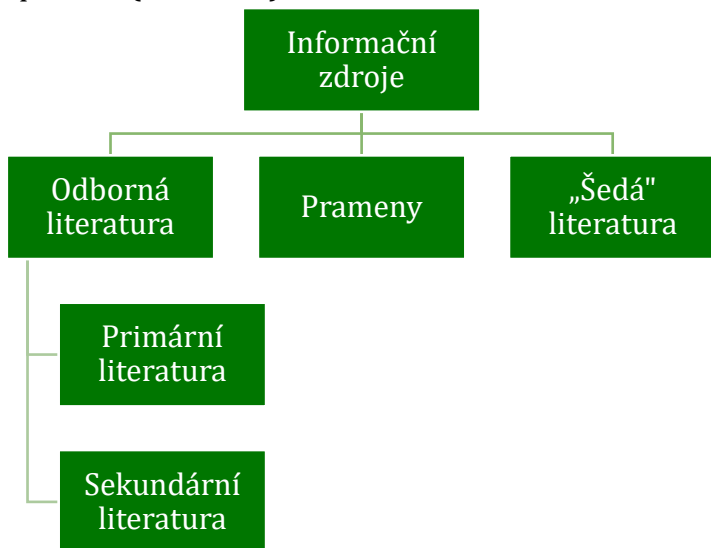 Informační
zdroje
Odborná
literatura
Prameny
„Šedá"
literatura
Primární
literatura
Sekundární
literatura